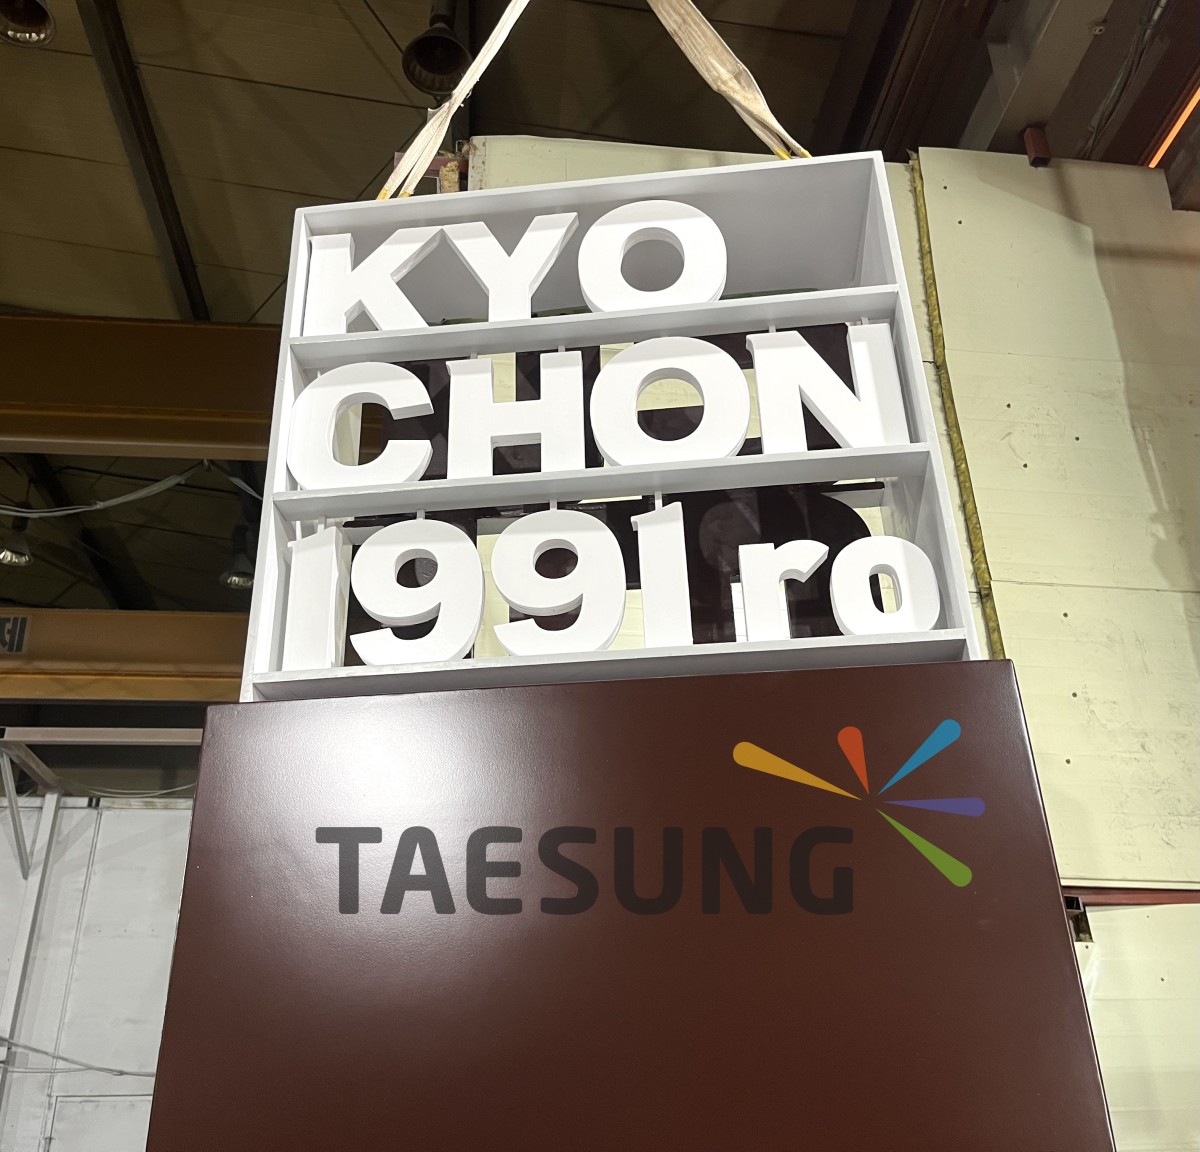 KYO
CHON
1991ro
TAESUNG